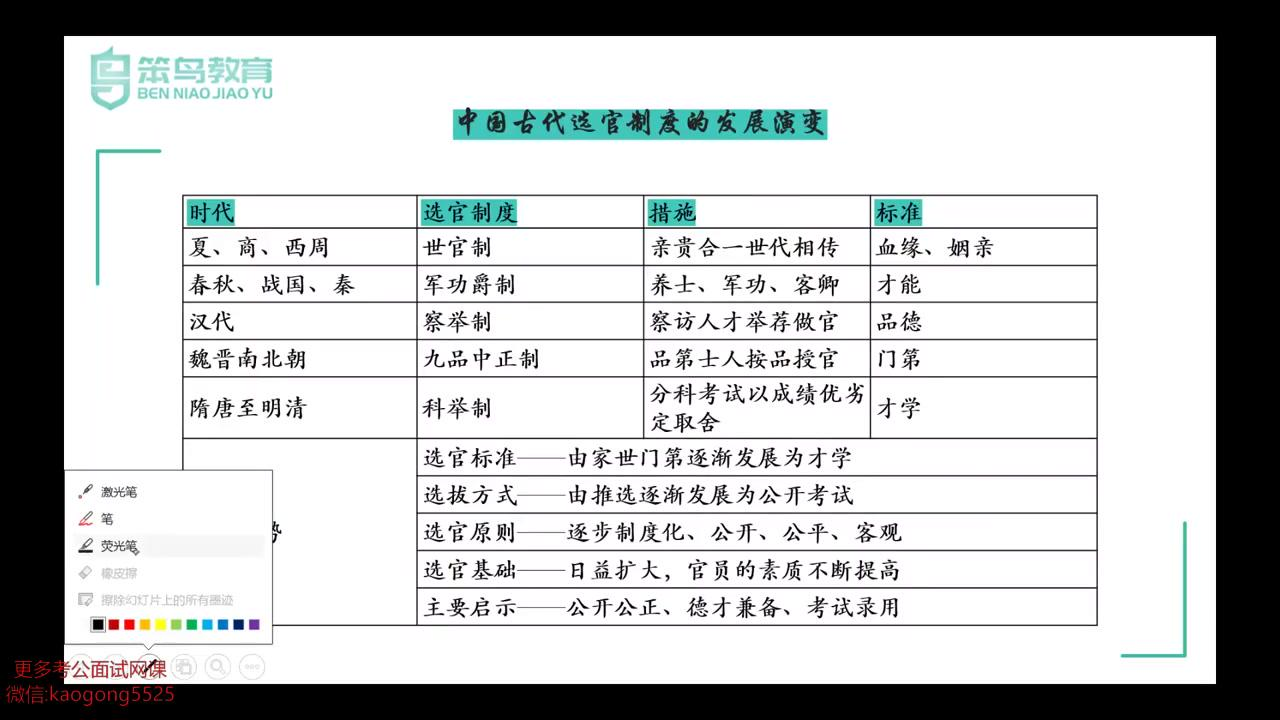 笨鸟教育
BEN NIAO JIAO YU
中国古代选官制度的发展演变
时代 选官制度 措施 标准
夏、商、西周 世官制 亲贵合一世代相传 血缘、姻亲
春秋、战国、秦 军功爵制 养士、军功、客卿 才能
汉代 察举制 察访人才举荐做官 品德
魏晋南北朝 九品中正制 品第士人按品授官 门第
隋唐至明清 科举制 分科考试以成绩优劣
定取舍 才学
选官标准——由家世门第逐渐发展为才学
选拔方式——由推选逐渐发展为公开考试
势 选官原则——逐步制度化、公开、公平、客观
选官基础——日益扩大，官员的素质不断提高
主要启示——公开公正、德才兼备、考试录用
激光笔
笔
荧光笔
橡皮擦
擦除幻灯片上的所有墨迹
更多考公面试网课
微信:kaogong5525